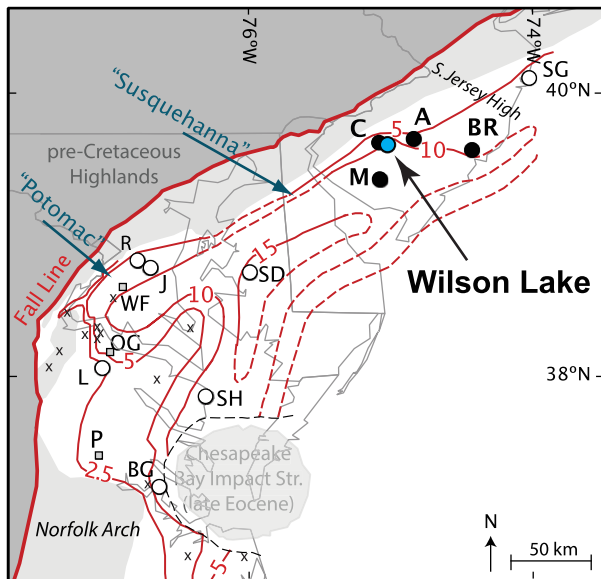 76°W
74°W
SG
40°N
S. Jersey High
"Susquehanna"
C
5
A
BR
10
pre-Cretaceous
Highlands
M
"Potomac"
Wilson Lake
Fall Line
R
J
15
SD
WF
10
OG
5
L
38°N
SH
P
2.5
BG
Chesapeake
Bay Impact Str.
(late Eocene)
Norfolk Arch
5
N
50 km
x
x
x
x
x
x
x
x
x
x
x
x
x